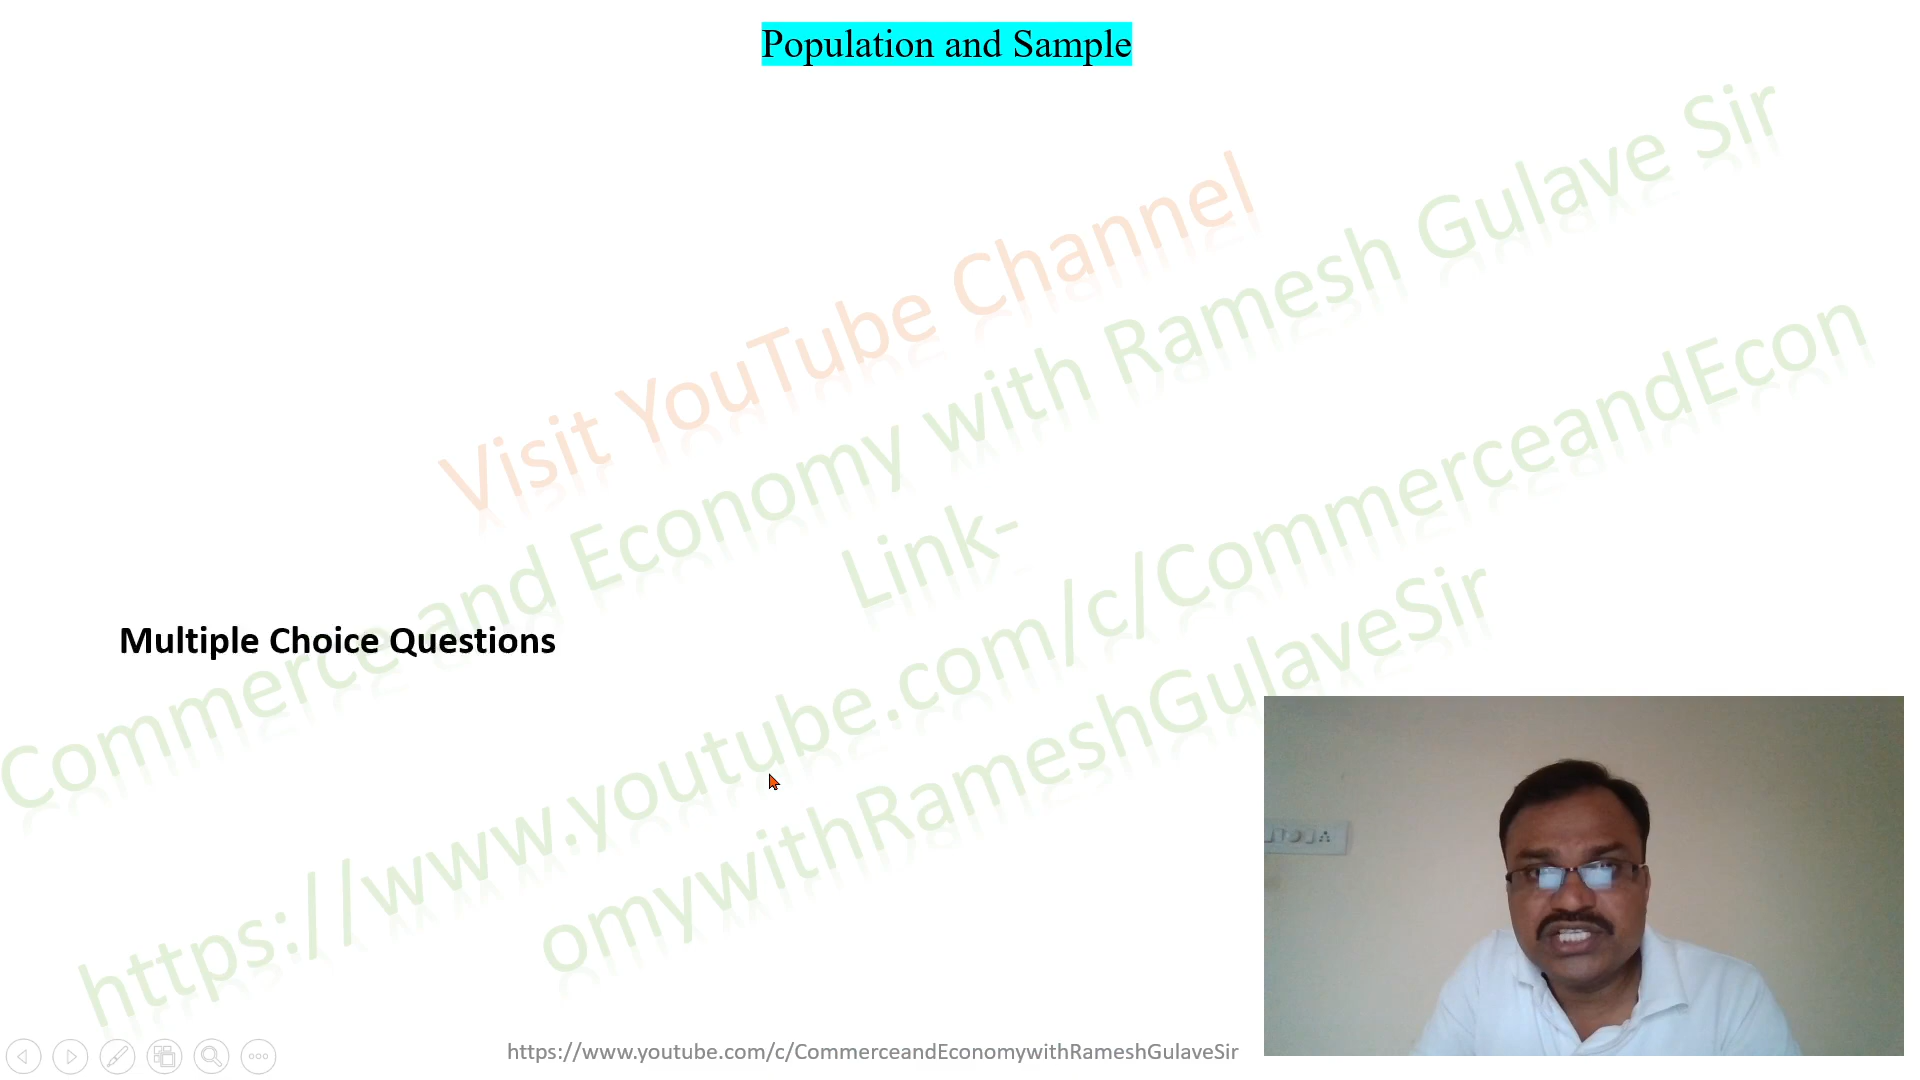 Population and Sample
Visit YouTube Channel
Commerce and Economy with Ramesh Gulave Sir
Link-
https://www.youtube.com/c/CommerceandEcon
omywithRameshGulaveSir
Multiple Choice Questions
https://www.youtube.com/c/CommerceandEconomywithRameshGulaveSir